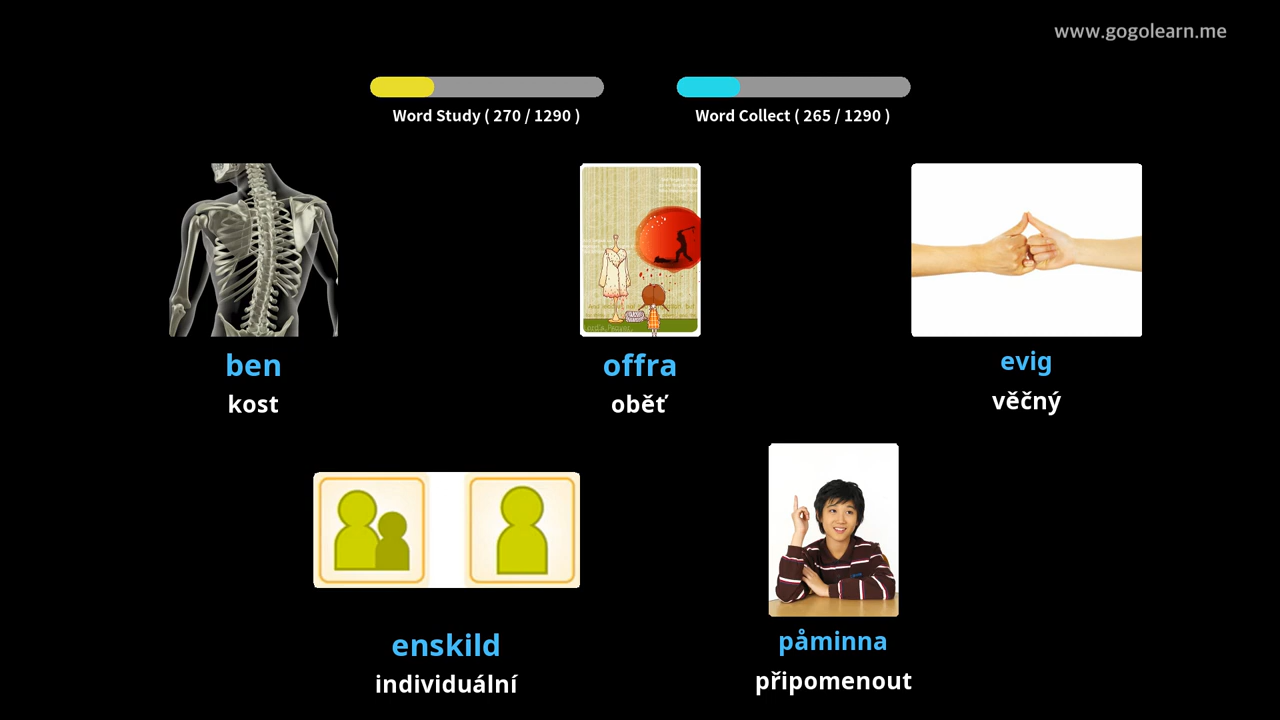 www.gogolearn.me
Word Study ( 270 / 1290 )
Word Collect ( 265 / 1290 )
ben
kost
offra
oběť
evig
věčný
enskild
individuální
påminna
připomenout